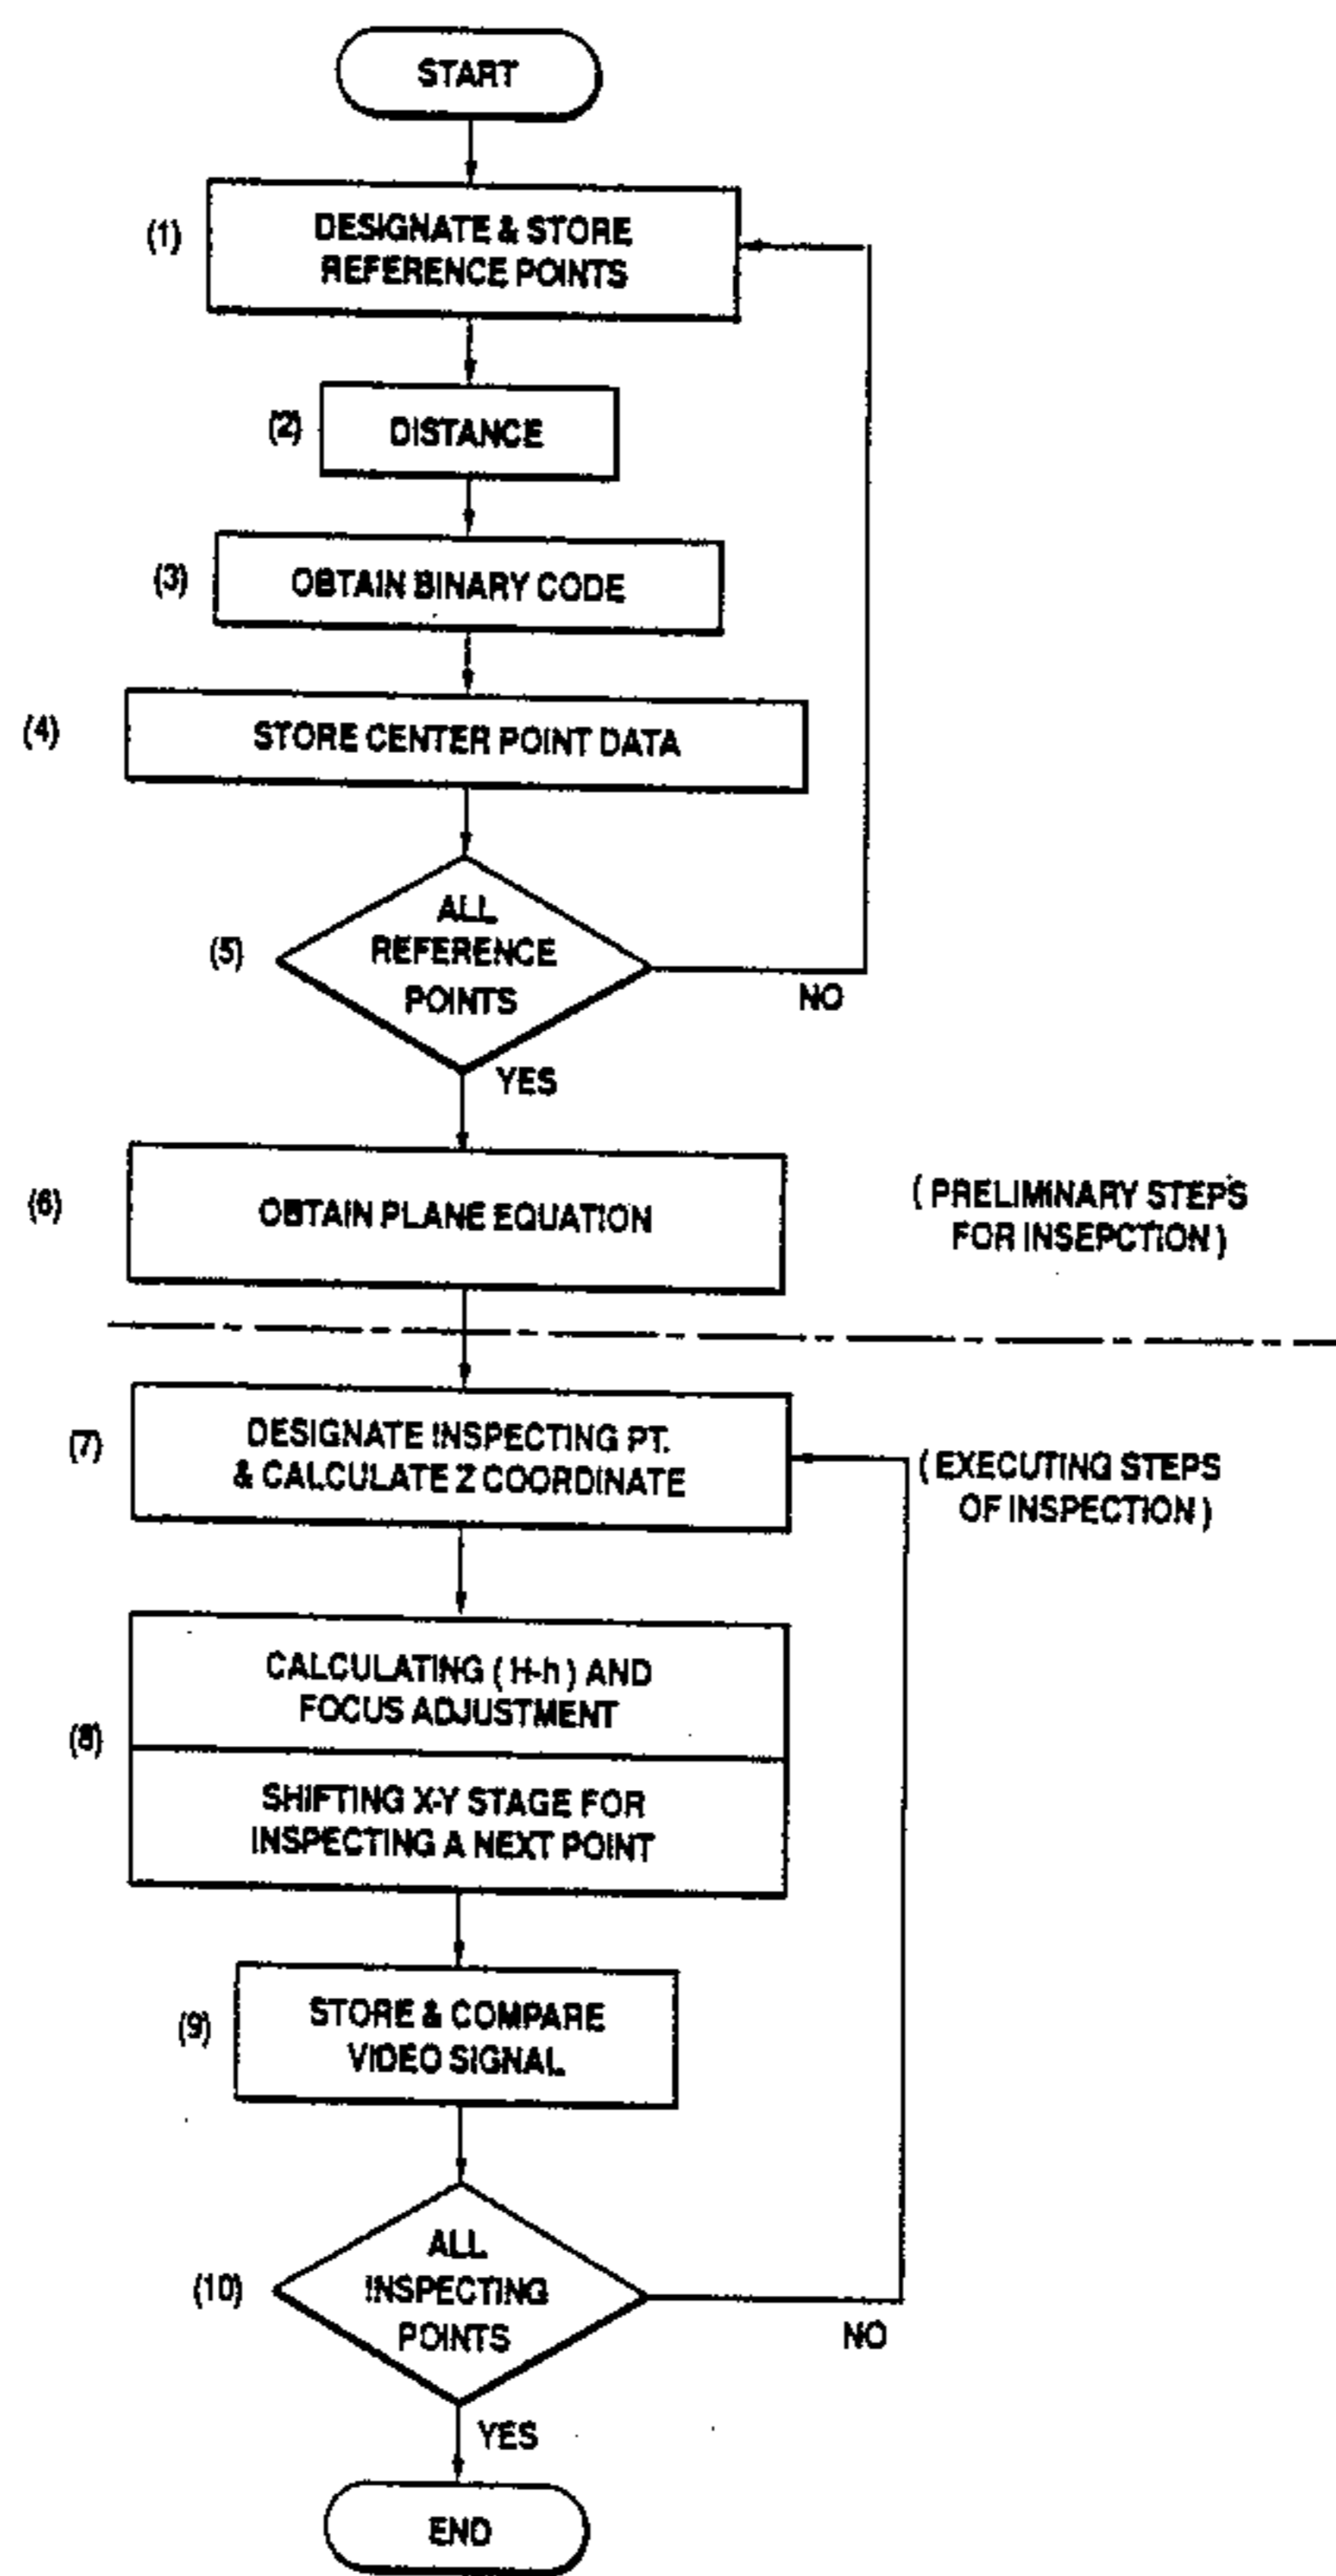 START
(1)
DESIGNATE & STORE
REFERENCE POINTS
(2)
DISTANCE
(3)
OBTAIN BINARY CODE
(4)
STORE CENTER POINT DATA
(5)
ALL
REFERENCE
POINTS
NO
YES
(6)
OBTAIN PLANE EQUATION
( PRELIMINARY STEPS
FOR INSEPCTION )
(7)
DESIGNATE INSPECTING PT.
& CALCULATE Z COORDINATE
( EXECUTING STEPS
OF INSPECTION )
(8)
CALCULATING ( H-h ) AND
FOCUS ADJUSTMENT
SHIFTING X-Y STAGE FOR
INSPECTING A NEXT POINT
(9)
STORE & COMPARE
VIDEO SIGNAL
(10)
ALL
INSPECTING
POINTS
NO
YES
END